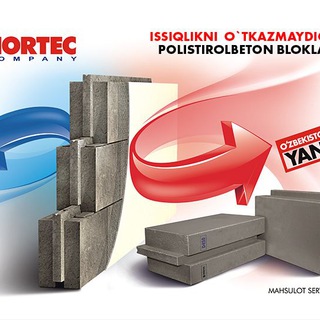 HORTEC
COMPANY
ISSIQLIKNI O`TKAZMAYDIG
POLISTIROLBETON BLOKLA
O'ZBEKISTO
YAN
MAHSULOT SER